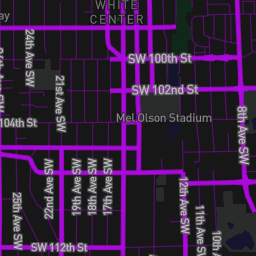 WHITE
CENTER
ay
24th Ave SW
SW 100th St
21st Ave SW
SW 102nd St
Mel Olson Stadium
8th Ave SW
104th St
22nd Ave SW
19th Ave SW
18th Ave SW
17th Ave SW
12th Ave SW
25th Ave SW
11th Ave SW
10th A
SW 112th St